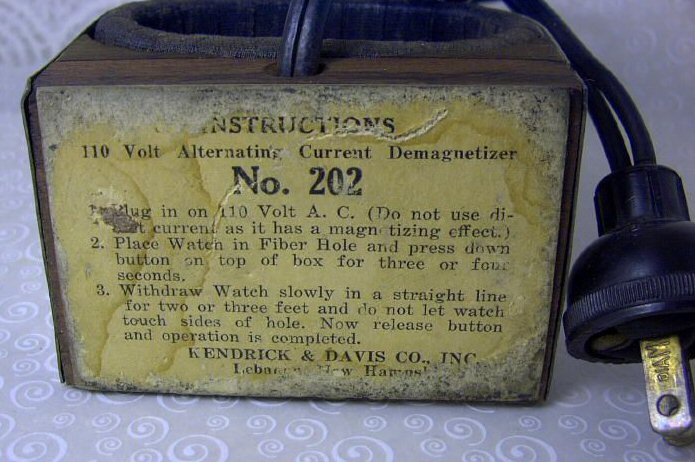 INSTRUCTIONS
110 Volt Alternating Current Demagnetizer
No. 202
Plug in on 110 Volt A. C. (Do not use di-
current as it has a magnetizing effect.)
2. Place Watch in Fiber Hole and press down
button on top of box for three or four
seconds.
3. Withdraw Watch slowly in a straight line
for two or three feet and do not let watch
touch sides of hole. Now release button
and operation is completed.
KENDRICK & DAVIS CO., INC.
New